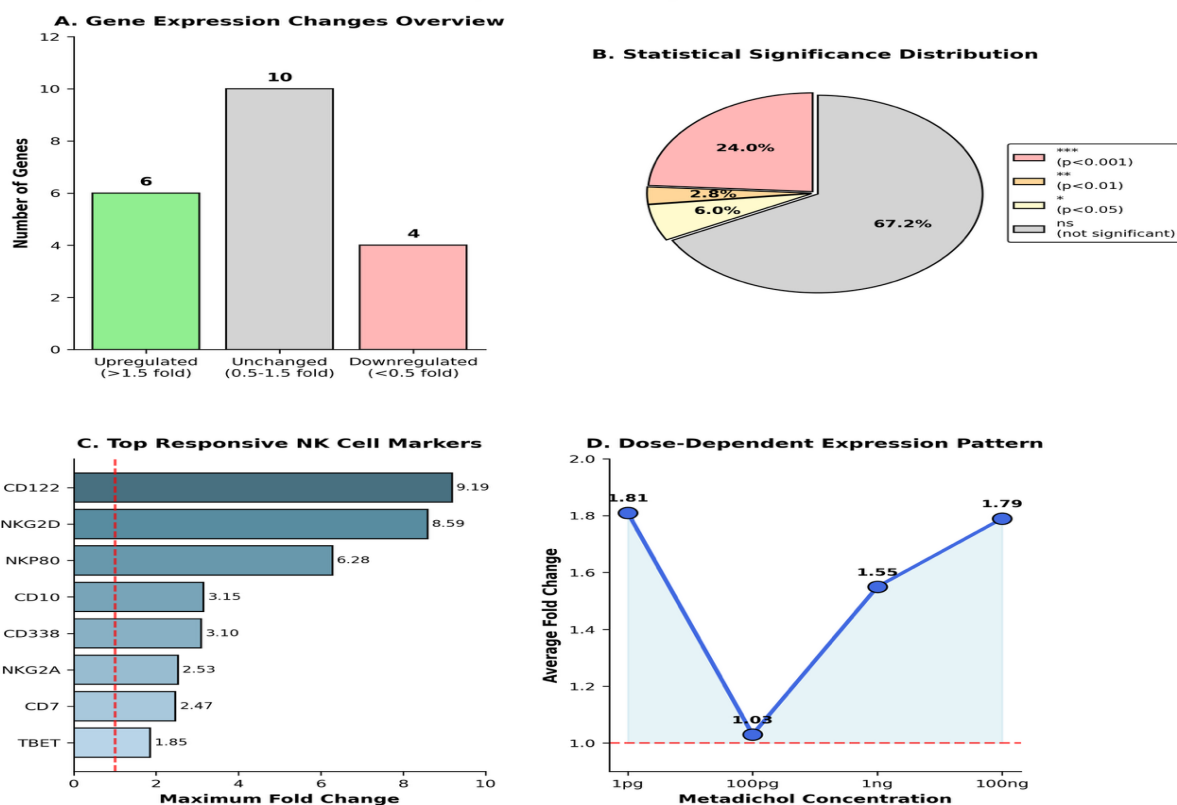 A. Gene Expression Changes Overview
12
10
8
6
4
2
0
Number of Genes
6
10
4
Upregulated
(>1.5 fold)
Unchanged
(0.5-1.5 fold)
Downregulated
(<0.5 fold)
B. Statistical Significance Distribution
24.0%
2.8%
6.0%
67.2%
***
(p<0.001)
**
(p<0.01)
*
(p<0.05)
ns
(not significant)
C. Top Responsive NK Cell Markers
CD122
9.19
NKG2D
8.59
NKP80
6.28
CD10
3.15
CD338
3.10
NKG2A
2.53
CD7
2.47
TBET
1.85
0 2 4 6 8 10
Maximum Fold Change
D. Dose-Dependent Expression Pattern
2.0
1.8
1.6
1.4
1.2
1.0
Average Fold Change
1.81
1.03
1.55
1.79
1pg 100pg 1ng 100ng
Metadichol Concentration